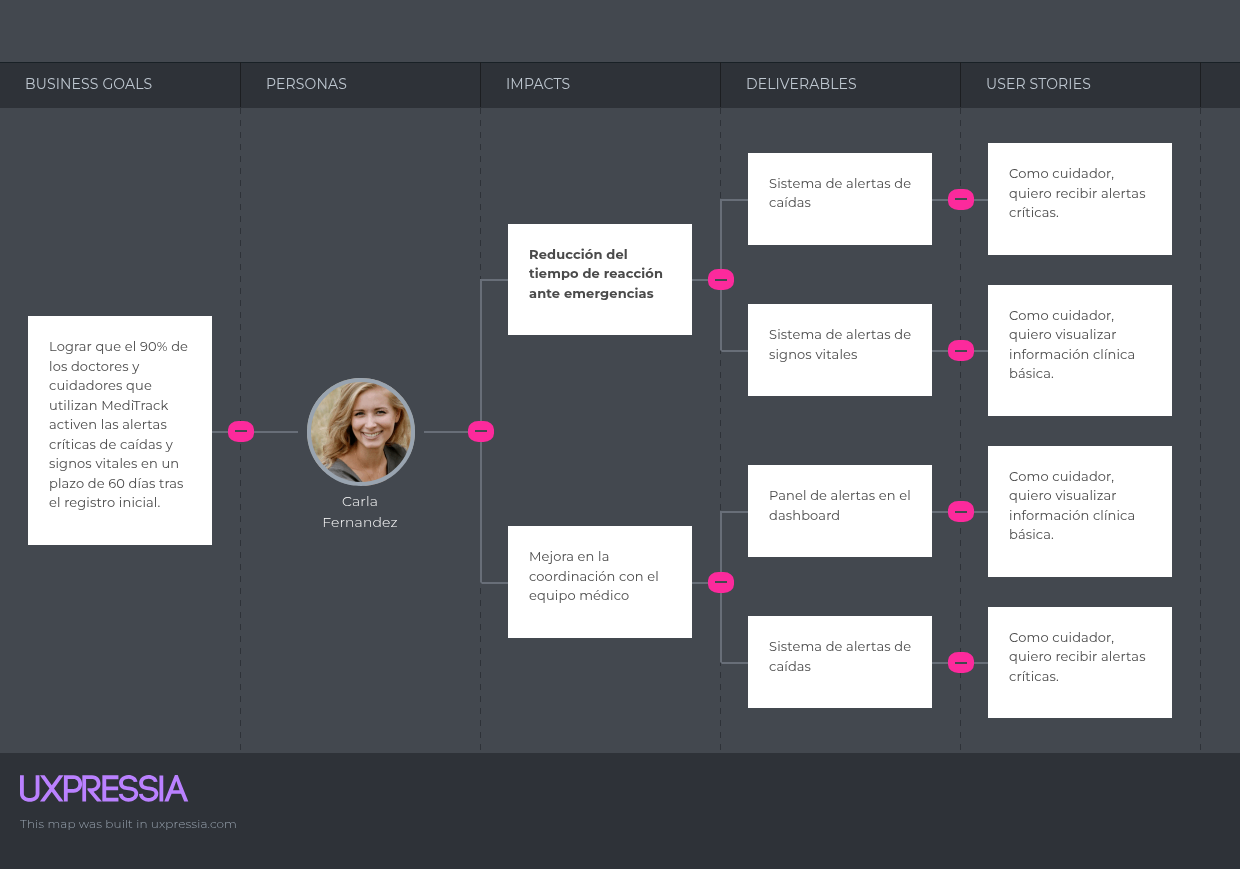 BUSINESS GOALS
PERSONAS
IMPACTS
DELIVERABLES
USER STORIES
Lograr que el 90% de
los doctores y
cuidadores que
utilizan MediTrack
activen las alertas
críticas de caídas y
signos vitales en un
plazo de 60 días tras
el registro inicial.
Carla
Fernandez
Reducción del
tiempo de reacción
ante emergencias
Mejora en la
coordinación con el
equipo médico
Sistema de alertas de
caídas
Sistema de alertas de
signos vitales
Panel de alertas en el
dashboard
Sistema de alertas de
caídas
Como cuidador,
quiero recibir alertas
críticas.
Como cuidador,
quiero visualizar
información clínica
básica.
Como cuidador,
quiero visualizar
información clínica
básica.
Como cuidador,
quiero recibir alertas
críticas.
UXPRESSIA
This map was built in uxpressia.com